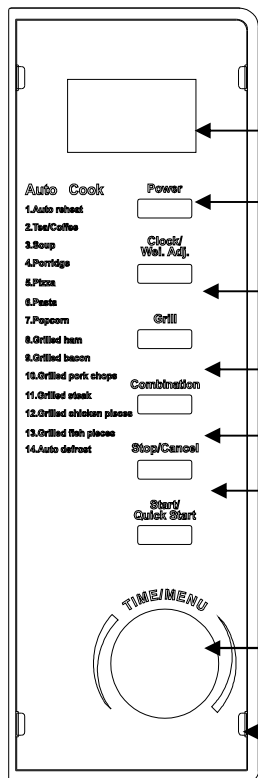 Auto Cook
1.Auto reheat
2.Tea/Coffee
3.Soup
4.Porridge
5.Pizza
6.Pasta
7.Popcorn
8.Grilled ham
9.Grilled bacon
10.Grilled pork chops
11.Grilled steak
12.Grilled chicken pieces
13.Grilled fish pieces
14.Auto defrost
Power
Clock/
Wei. Adj.
Grill
Combination
Stop/Cancel
Start/
Quick Start
TIME/MENU